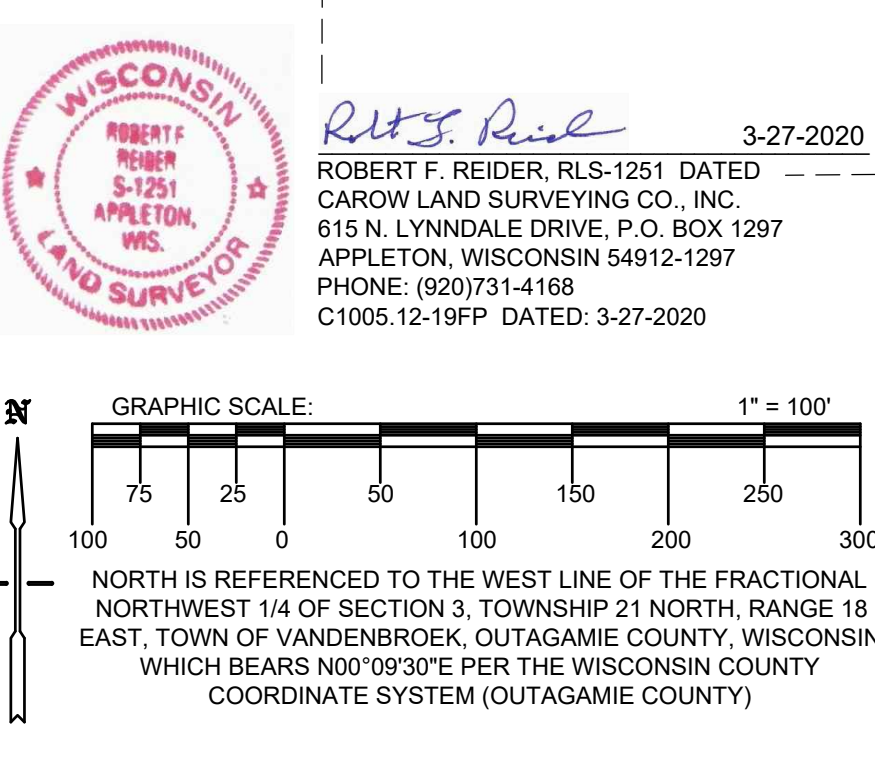 WISCONSIN
ROBERT F
REIDER
S-1251
APPLETON,
WIS.
LAND SURVEYOR
3-27-2020
ROBERT F. REIDER, RLS-1251 DATED
CAROW LAND SURVEYING CO., INC.
615 N. LYNNDALE DRIVE, P.O. BOX 1297
APPLETON, WISCONSIN 54912-1297
PHONE: (920)731-4168
C1005.12-19FP DATED: 3-27-2020
N
GRAPHIC SCALE: 1" = 100'
75 25 50 150 250
100 50 0 100 200 300
NORTH IS REFERENCED TO THE WEST LINE OF THE FRACTIONAL
NORTHWEST 1/4 OF SECTION 3, TOWNSHIP 21 NORTH, RANGE 18
EAST, TOWN OF VANDENBROEK, OUTAGAMIE COUNTY, WISCONSIN
WHICH BEARS N00°09'30"E PER THE WISCONSIN COUNTY
COORDINATE SYSTEM (OUTAGAMIE COUNTY)